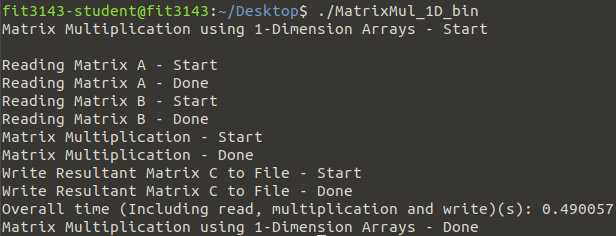 fit3143-student@fit3143:~/Desktop$ ./MatrixMul_1D_bin
Matrix Multiplication using 1-Dimension Arrays - Start
Reading Matrix A - Start
Reading Matrix A - Done
Reading Matrix B - Start
Reading Matrix B - Done
Matrix Multiplication - Start
Matrix Multiplication - Done
Write Resultant Matrix C to File - Start
Write Resultant Matrix C to File - Done
Overall time (Including read, multiplication and write)(s): 0.490057
Matrix Multiplication using 1-Dimension Arrays - Done